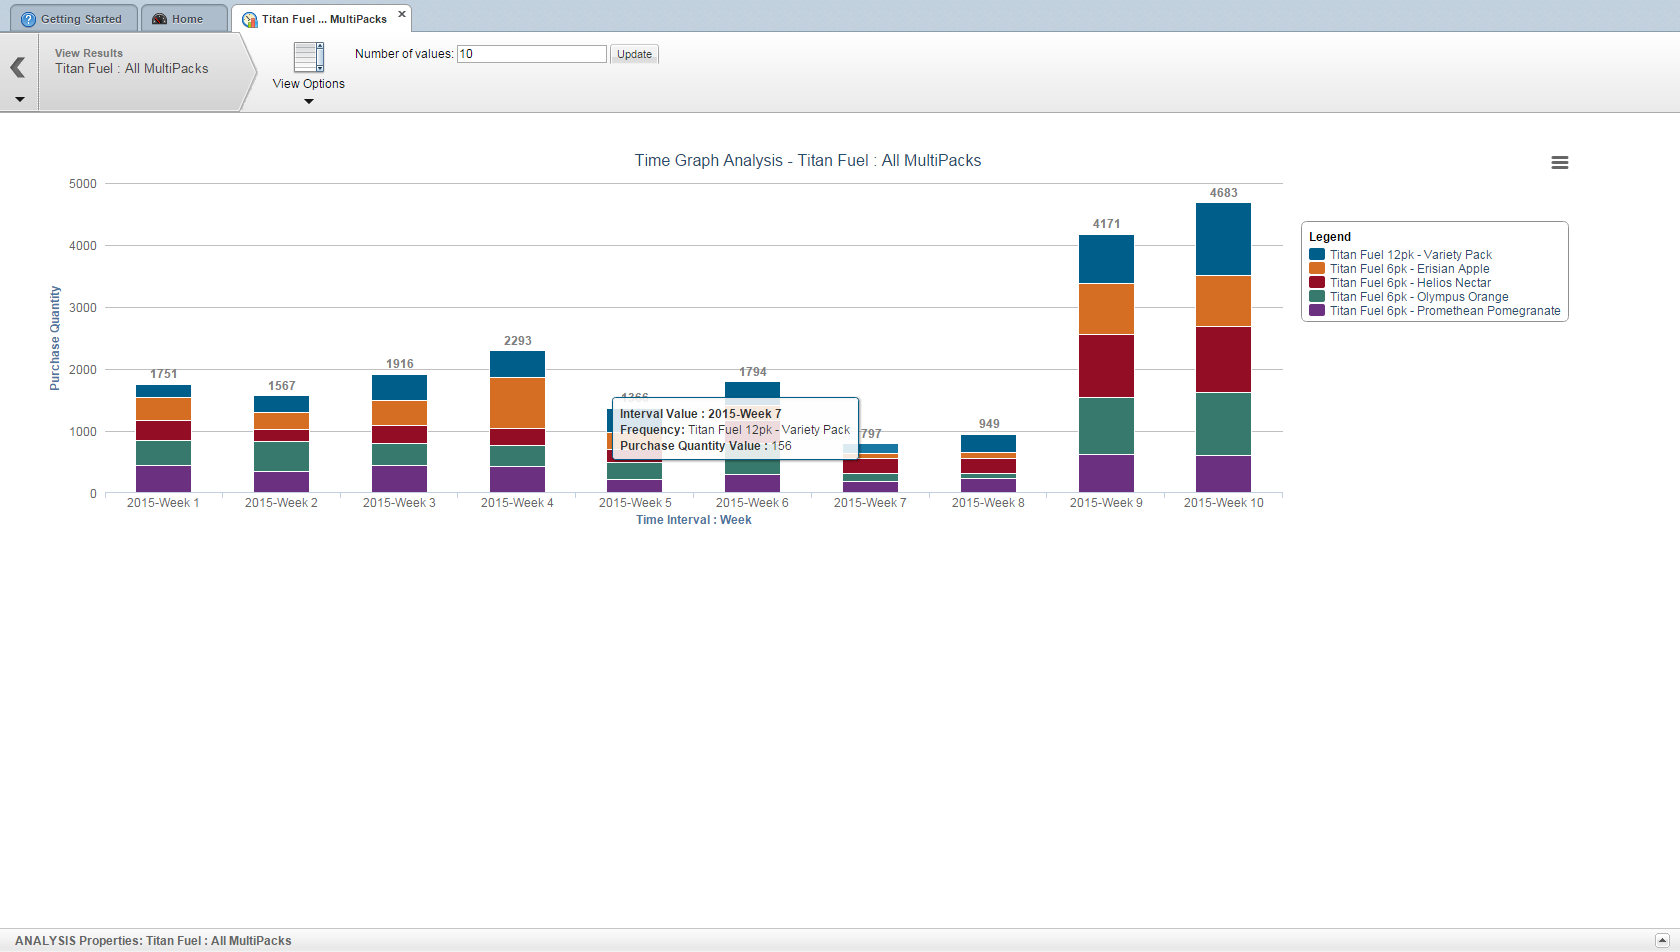 Getting Started
Home
Titan Fuel ... MultiPacks
View Results
Titan Fuel : All MultiPacks
View Options
Number of values: 10 Update
Time Graph Analysis - Titan Fuel : All MultiPacks
5000
4000
3000
2000
1000
0
Purchase Quantity
1751
1567
1916
2293
1366
1794
797
949
4171
4683
Interval Value : 2015-Week 7
Frequency: Titan Fuel 12pk - Variety Pack
Purchase Quantity Value : 156
2015-Week 1
2015-Week 2
2015-Week 3
2015-Week 4
2015-Week 5
2015-Week 6
2015-Week 7
2015-Week 8
2015-Week 9
2015-Week 10
Time Interval : Week
Legend
Titan Fuel 12pk - Variety Pack
Titan Fuel 6pk - Erisian Apple
Titan Fuel 6pk - Helios Nectar
Titan Fuel 6pk - Olympus Orange
Titan Fuel 6pk - Promethean Pomegranate
ANALYSIS Properties: Titan Fuel : All MultiPacks